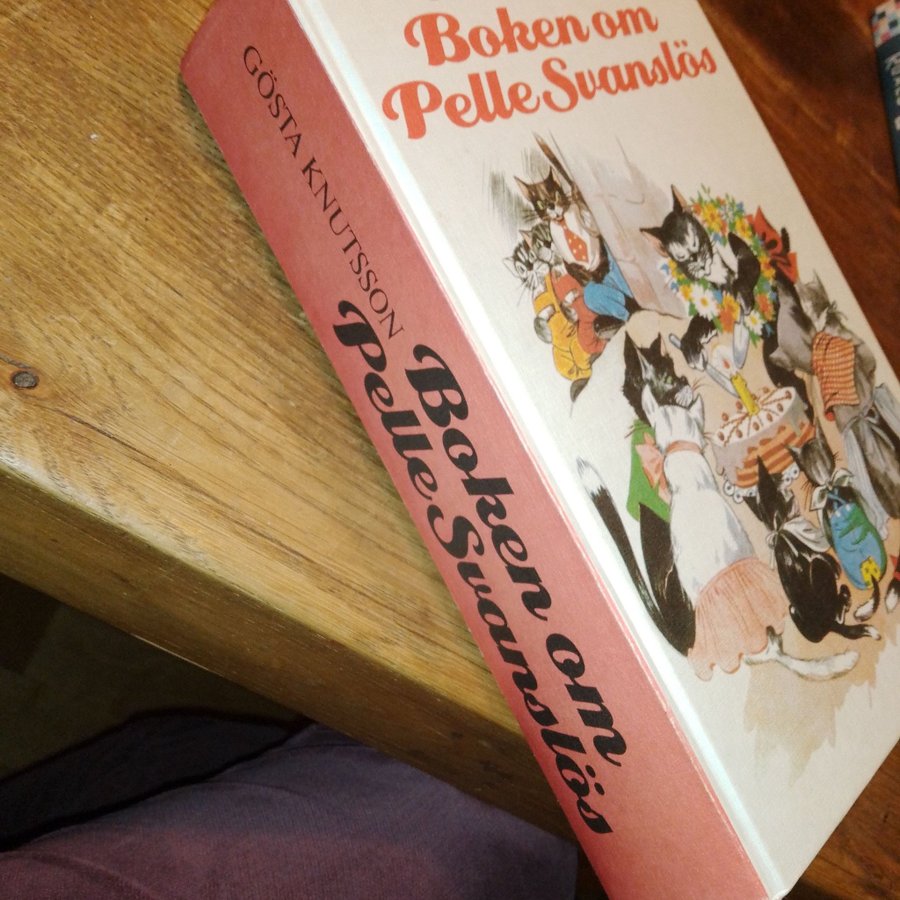 Boken om
Pelle Svanslös
GÖSTA KNUTSSON
Boken om
Pelle Svanslös